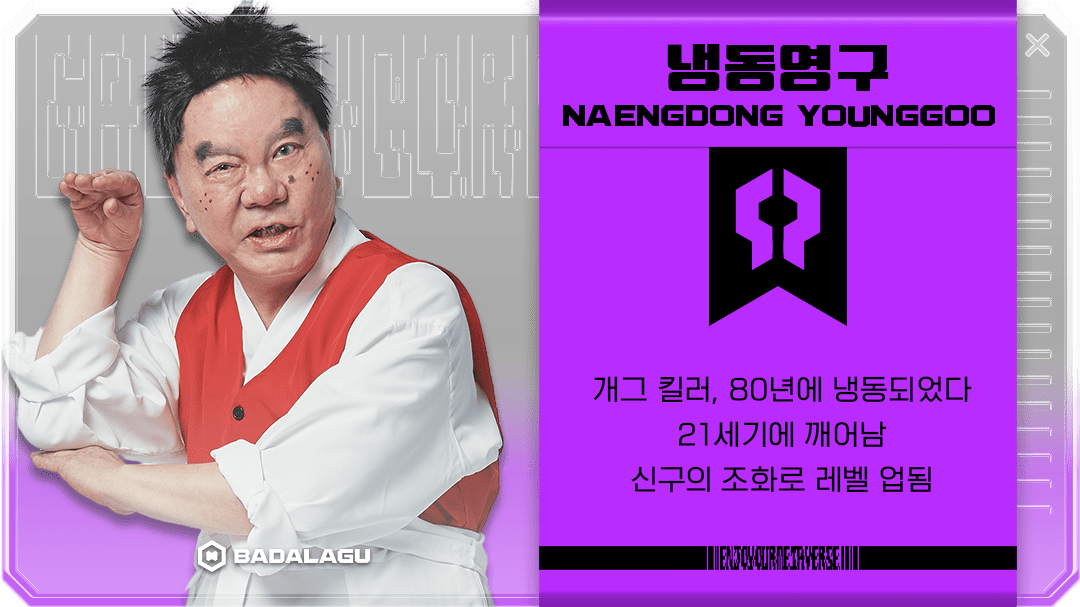 냉동영구
NAENGDONG YOUNGGOO
개그 킬러, 80년에 냉동되었다
21세기에 깨어남
신구의 조화로 레벨 업됨
BADALAGU
ENJOYOURMETAVERSE